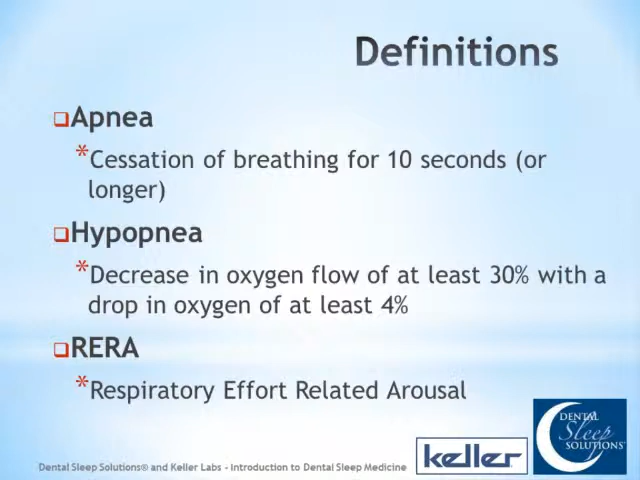 Definitions
Apnea
*Cessation of breathing for 10 seconds (or
longer)
Hypopnea
*Decrease in oxygen flow of at least 30% with a
drop in oxygen of at least 4%
RERA
*Respiratory Effort Related Arousal
Dental Sleep Solutions® and Keller Labs - Introduction to Dental Sleep Medicine
keller
DENTAL
Sleep
SOLUTIONS